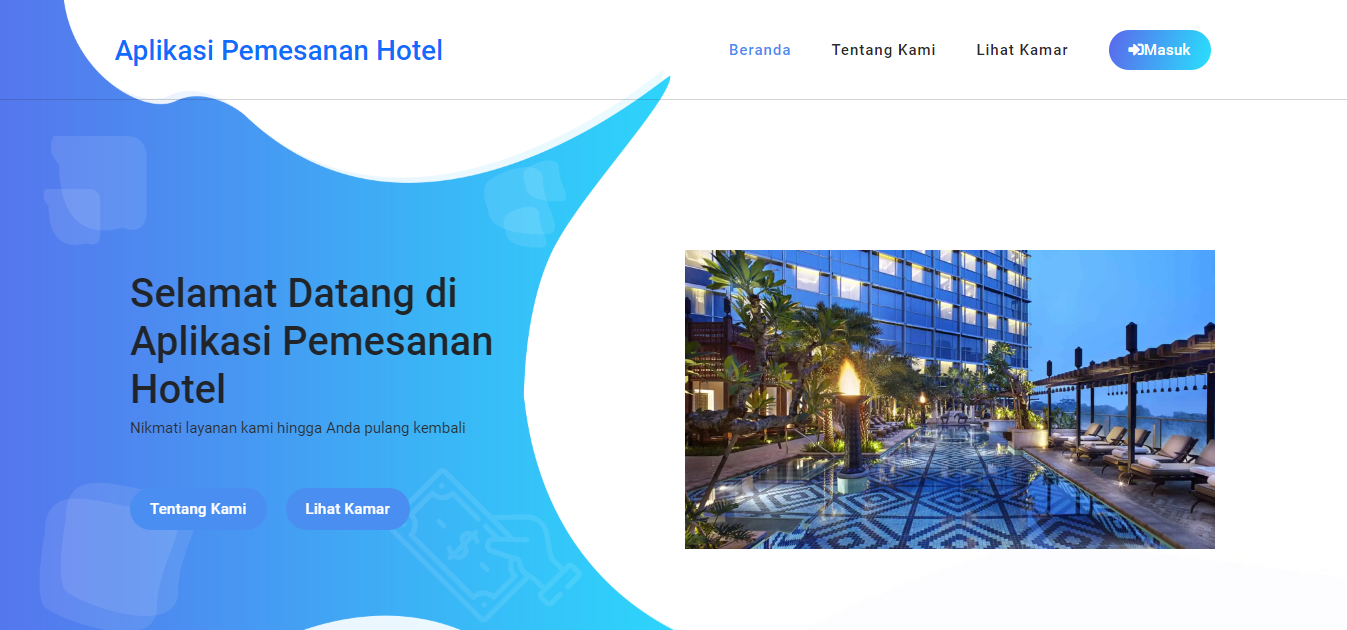 Aplikasi Pemesanan Hotel
Beranda
Tentang Kami
Lihat Kamar
Masuk
Selamat Datang di
Aplikasi Pemesanan
Hotel
Nikmati layanan kami hingga Anda pulang kembali
Tentang Kami
Lihat Kamar